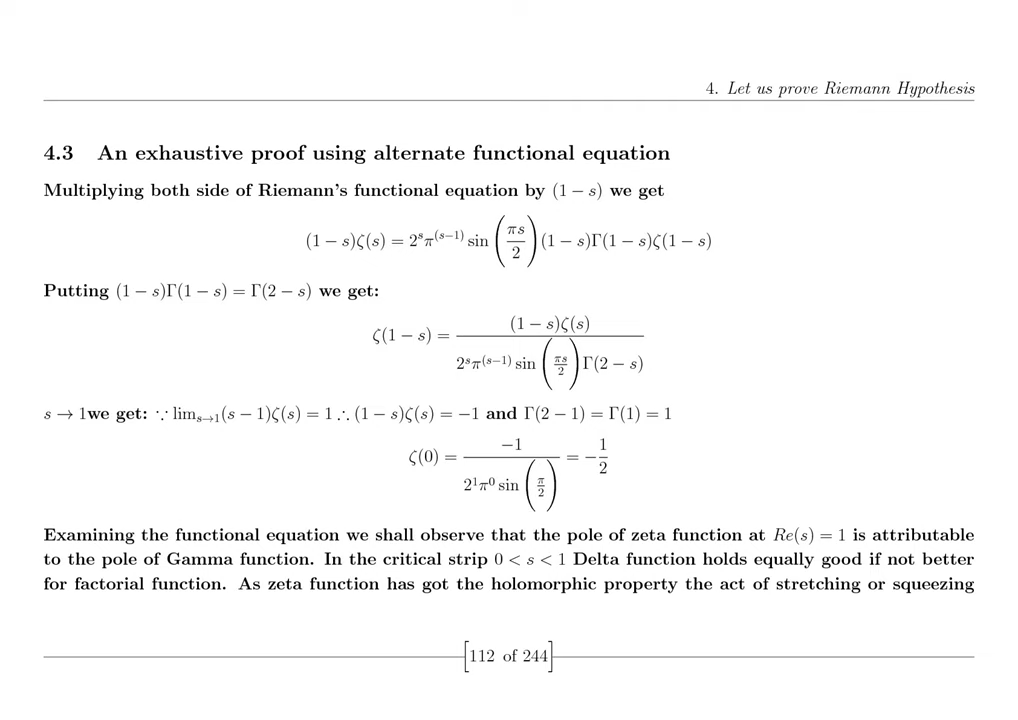 4. Let us prove Riemann Hypothesis
4.3 An exhaustive proof using alternate functional equation
Multiplying both side of Riemann's functional equation by (1 − s) we get
(1 − s)ζ(s) = 2^s π^(s−1) sin(πs/2)(1 − s)Γ(1 − s)ζ(1 − s)
Putting (1 − s)Γ(1 − s) = Γ(2 − s) we get:
ζ(1 − s) = (1 − s)ζ(s) / 2^s π^(s−1) sin(πs/2)Γ(2 − s)
s → 1we get: ∵ lim_{s→1}(s − 1)ζ(s) = 1 ∴ (1 − s)ζ(s) = −1 and Γ(2 − 1) = Γ(1) = 1
ζ(0) = −1 / 2^1 π^0 sin(π/2) = −1/2
Examining the functional equation we shall observe that the pole of zeta function at Re(s) = 1 is attributable
to the pole of Gamma function. In the critical strip 0 < s < 1 Delta function holds equally good if not better
for factorial function. As zeta function has got the holomorphic property the act of stretching or squeezing
[112 of 244]